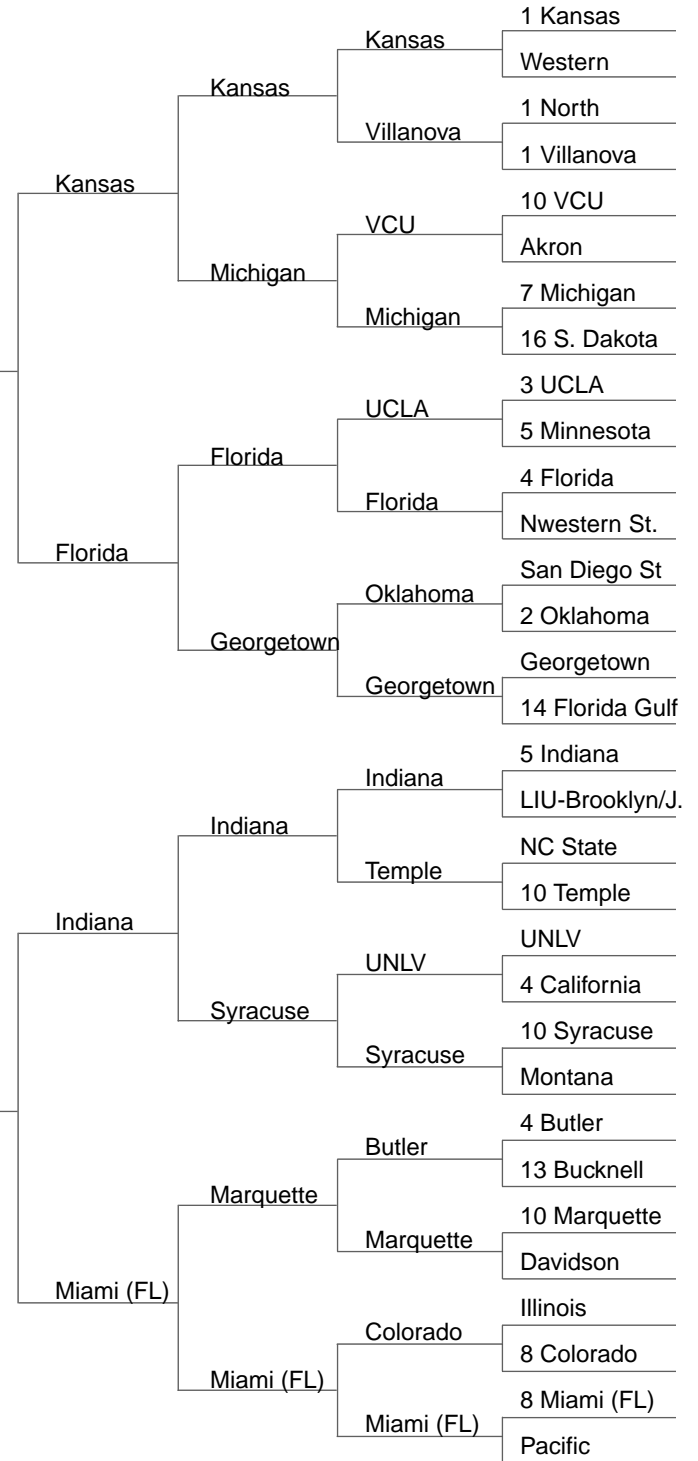 1 Kansas
Kansas
Western
Kansas
1 North
Villanova
1 Villanova
Kansas
10 VCU
VCU
Akron
Michigan
7 Michigan
Michigan
16 S. Dakota
3 UCLA
UCLA
5 Minnesota
Florida
4 Florida
Florida
Nwestern St.
Florida
San Diego St
Oklahoma
2 Oklahoma
Georgetown
Georgetown
Georgetown
14 Florida Gulf
5 Indiana
Indiana
LIU-Brooklyn/J.
Indiana
NC State
Temple
10 Temple
Indiana
UNLV
UNLV
4 California
Syracuse
10 Syracuse
Syracuse
Montana
4 Butler
Butler
13 Bucknell
Marquette
10 Marquette
Marquette
Davidson
Miami (FL)
Illinois
Colorado
8 Colorado
Miami (FL)
8 Miami (FL)
Miami (FL)
Pacific